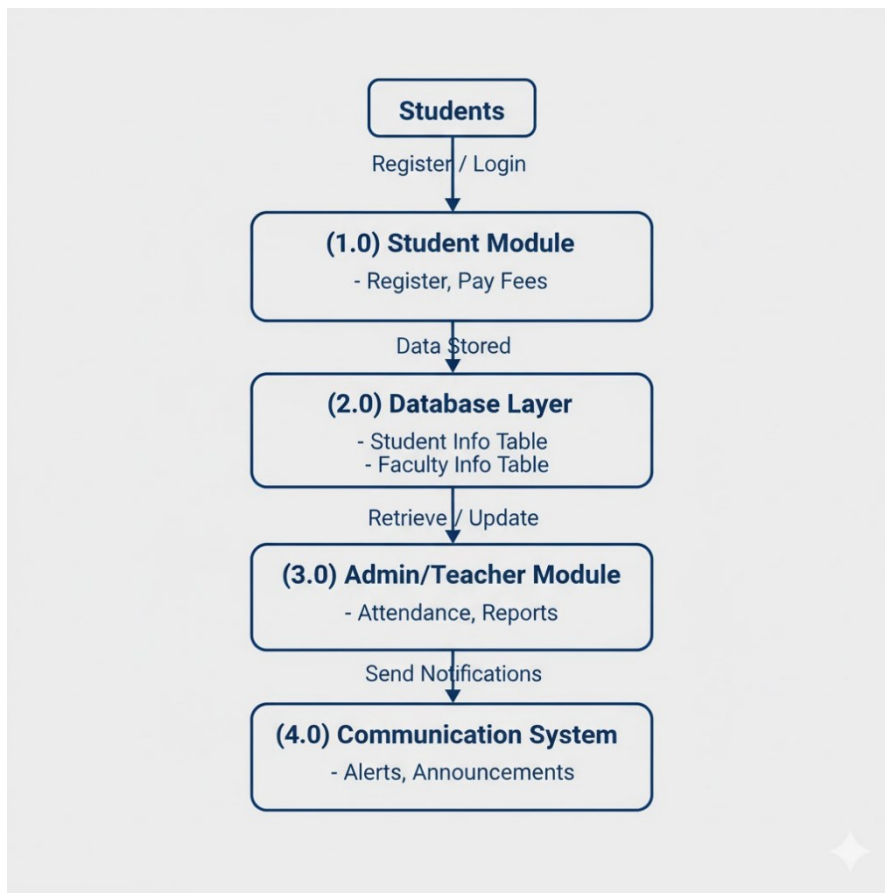 Students
Register / Login
(1.0) Student Module
- Register, Pay Fees
Data Stored
(2.0) Database Layer
- Student Info Table
- Faculty Info Table
Retrieve / Update
(3.0) Admin/Teacher Module
- Attendance, Reports
Send Notifications
(4.0) Communication System
- Alerts, Announcements